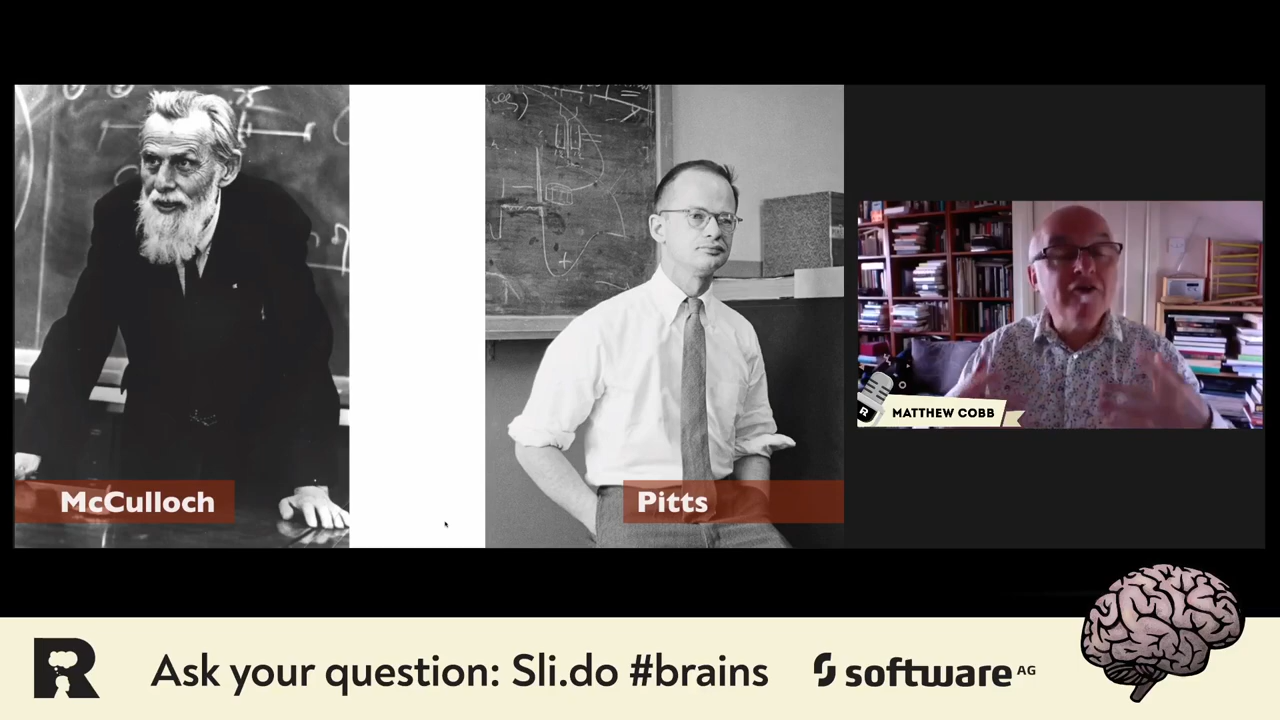 McCulloch
Pitts
R
MATTHEW COBB
R
Ask your question: Sli.do #brains
software AG